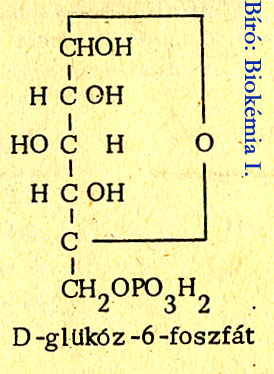 CHOH
H C OH
HO C H O
H C OH
C
CH2OPO3H2
D-glükóz-6-foszfát
Bíró: Biokémia I.